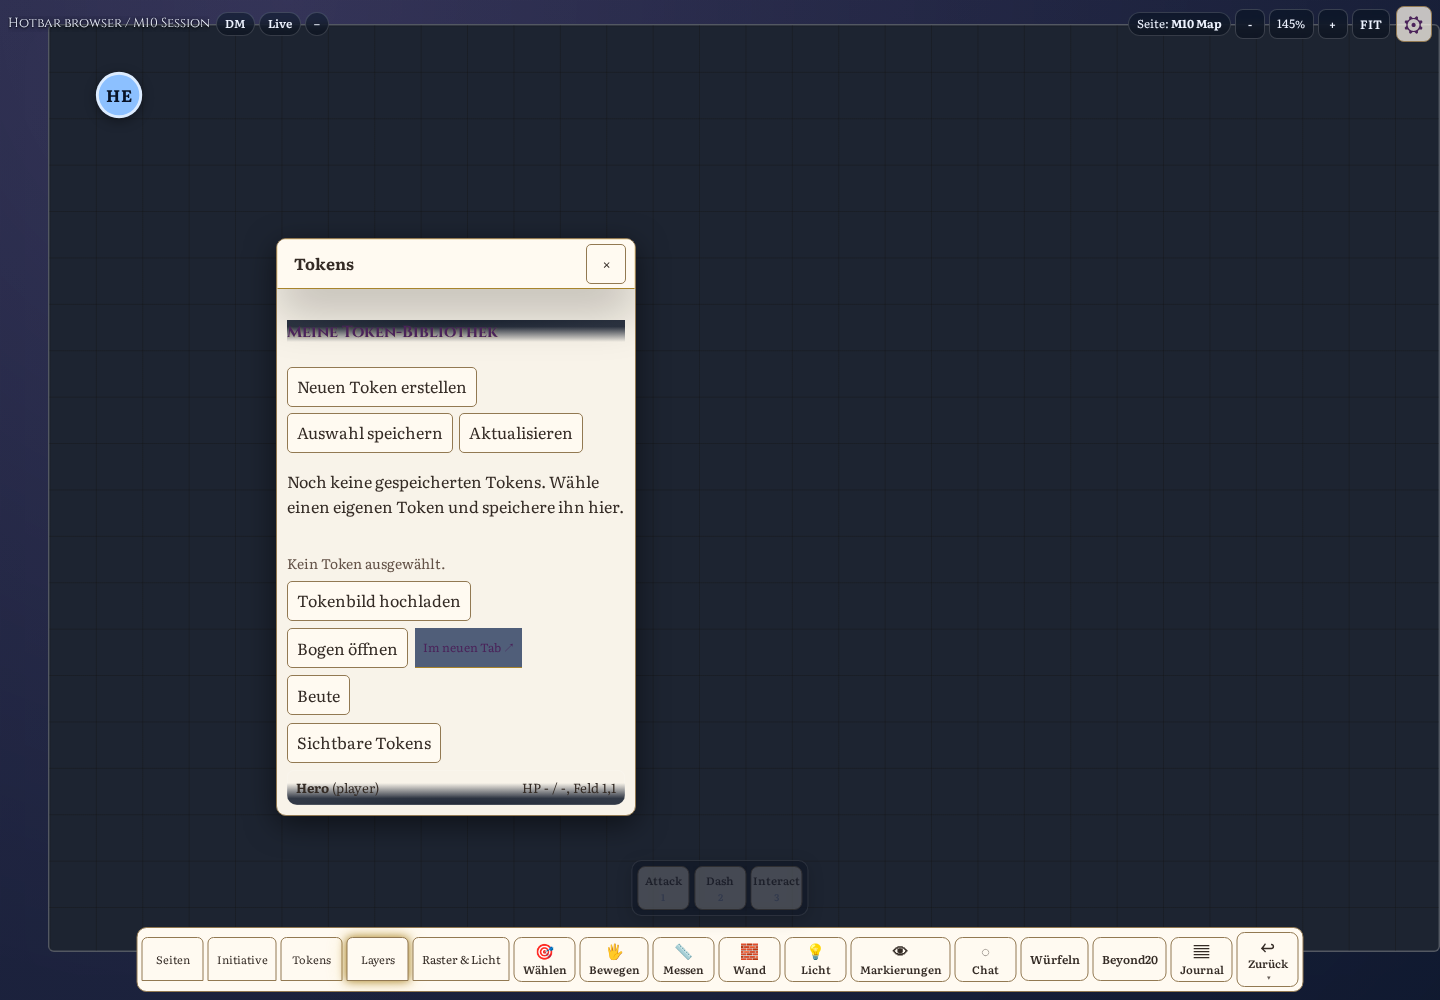 Hotbar browser / M10 Session DM Live –
Seite: M10 Map - 145% + FIT
HE
Tokens ×
Meine Token-Bibliothek
Neuen Token erstellen
Auswahl speichern Aktualisieren
Noch keine gespeicherten Tokens. Wähle
einen eigenen Token und speichere ihn hier.
Kein Token ausgewählt.
Tokenbild hochladen
Bogen öffnen Im neuen Tab ↗
Beute
Sichtbare Tokens
Hero (player) HP - / -, Feld 1,1
Attack Dash Interact
1 2 3
Seiten Initiative Tokens Layers Raster & Licht Wählen Bewegen Messen Wand Licht Markierungen Chat Würfeln Beyond20 Journal Zurück